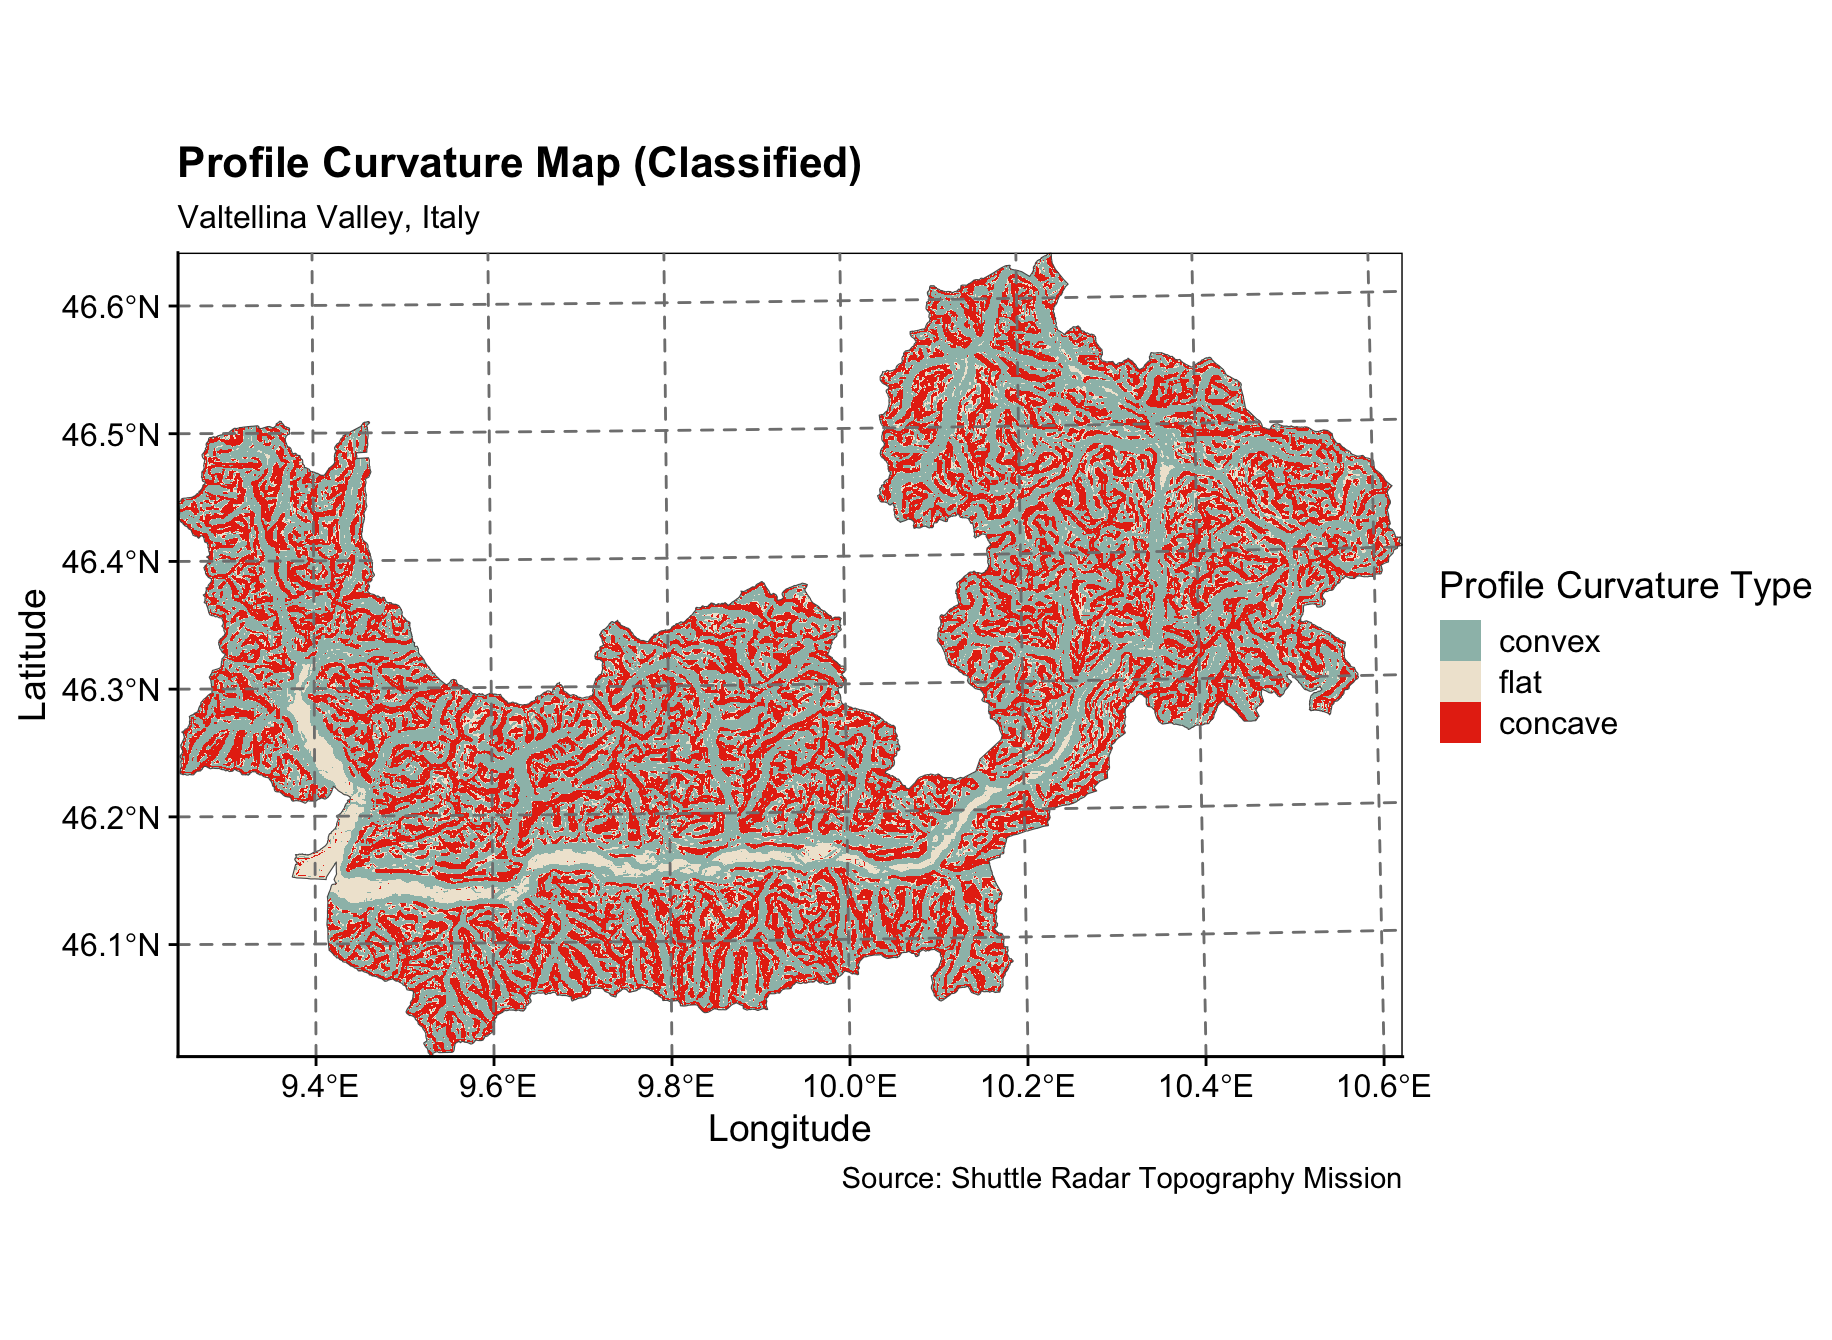 Profile Curvature Map (Classified)
Valtellina Valley, Italy
46.6°N
46.5°N
46.4°N
46.3°N
46.2°N
46.1°N
Latitude
9.4°E 9.6°E 9.8°E 10.0°E 10.2°E 10.4°E 10.6°E
Longitude
Profile Curvature Type
convex
flat
concave
Source: Shuttle Radar Topography Mission